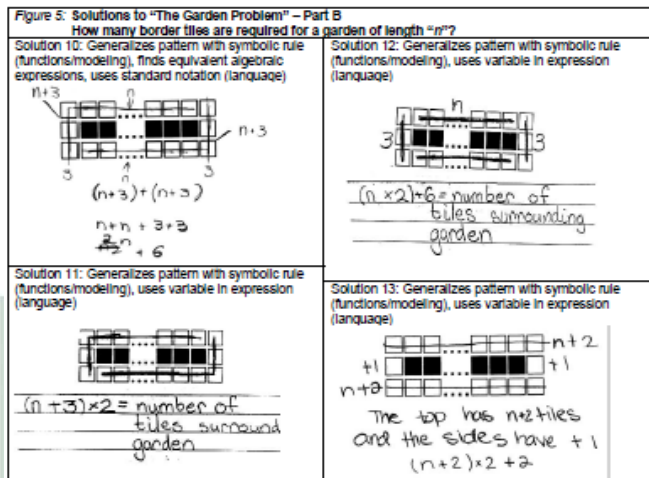 Figure 5: Solutions to "The Garden Problem" – Part B
How many border tiles are required for a garden of length "n"?
Solution 10: Generalizes pattern with symbolic rule
(functions/modeling), finds equivalent algebraic
expressions, uses standard notation (language)
n+3
n
n+3
3
n
3
(n+3)+(n+3)
n+n + 3+3
2n
+ 6
Solution 12: Generalizes pattern with symbolic rule
(functions/modeling), uses variable in expression
(language)
n
3
3
(n ×2)+6= number of
tiles surrounding
garden
Solution 11: Generalizes pattern with symbolic rule
(functions/modeling), uses variable in expression
(language)
(n +3)×2 = number of
tiles surround
garden
Solution 13: Generalizes pattern with symbolic rule
(functions/modeling), uses variable in expression
(language)
n+2
+1
+1
n+2
The top has n+2 tiles
and the sides have +1
(n+2)×2 +2